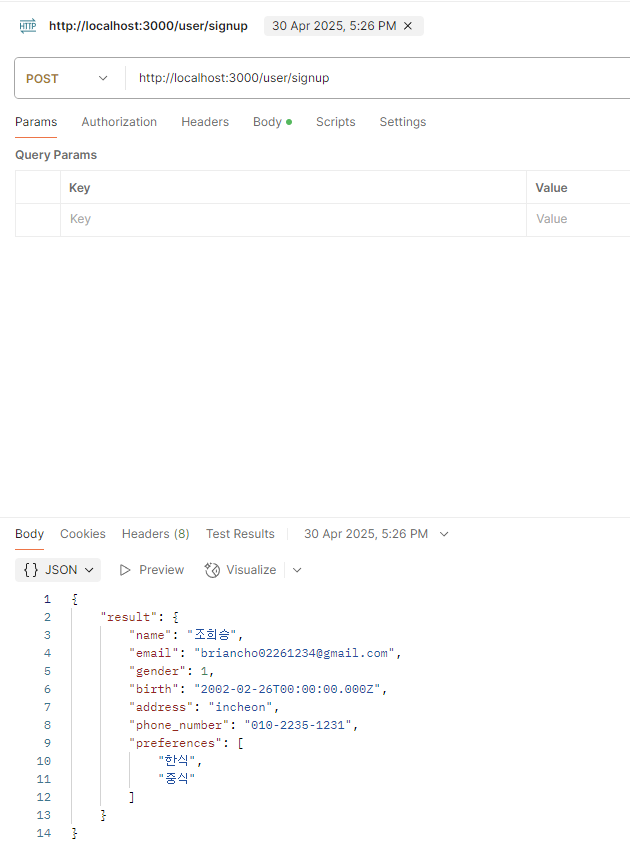 HTTP http://localhost:3000/user/signup 30 Apr 2025, 5:26 PM
POST http://localhost:3000/user/signup
Params Authorization Headers Body Scripts Settings
Query Params
Key Value
Key Value
Body Cookies Headers (8) Test Results 30 Apr 2025, 5:26 PM
{} JSON Preview Visualize
1 {
2 "result": {
3 "name": "조희승",
4 "email": "briancho02261234@gmail.com",
5 "gender": 1,
6 "birth": "2002-02-26T00:00:00.000Z",
7 "address": "incheon",
8 "phone_number": "010-2235-1231",
9 "preferences": [
10 "한식",
11 "중식"
12 ]
13 }
14 }